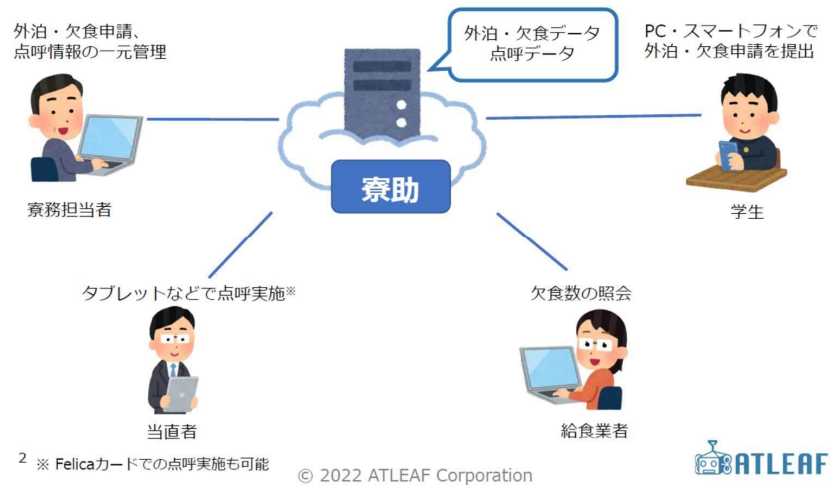 外泊・欠食申請、
点呼情報の一元管理
外泊・欠食データ
点呼データ
PC・スマートフォンで
外泊・欠食申請を提出
寮助
寮務担当者
学生
タブレットなどで点呼実施※
欠食数の照会
当直者
給食業者
2 ※ Felicaカードでの点呼実施も可能
© 2022 ATLEAF Corporation
ATLEAF